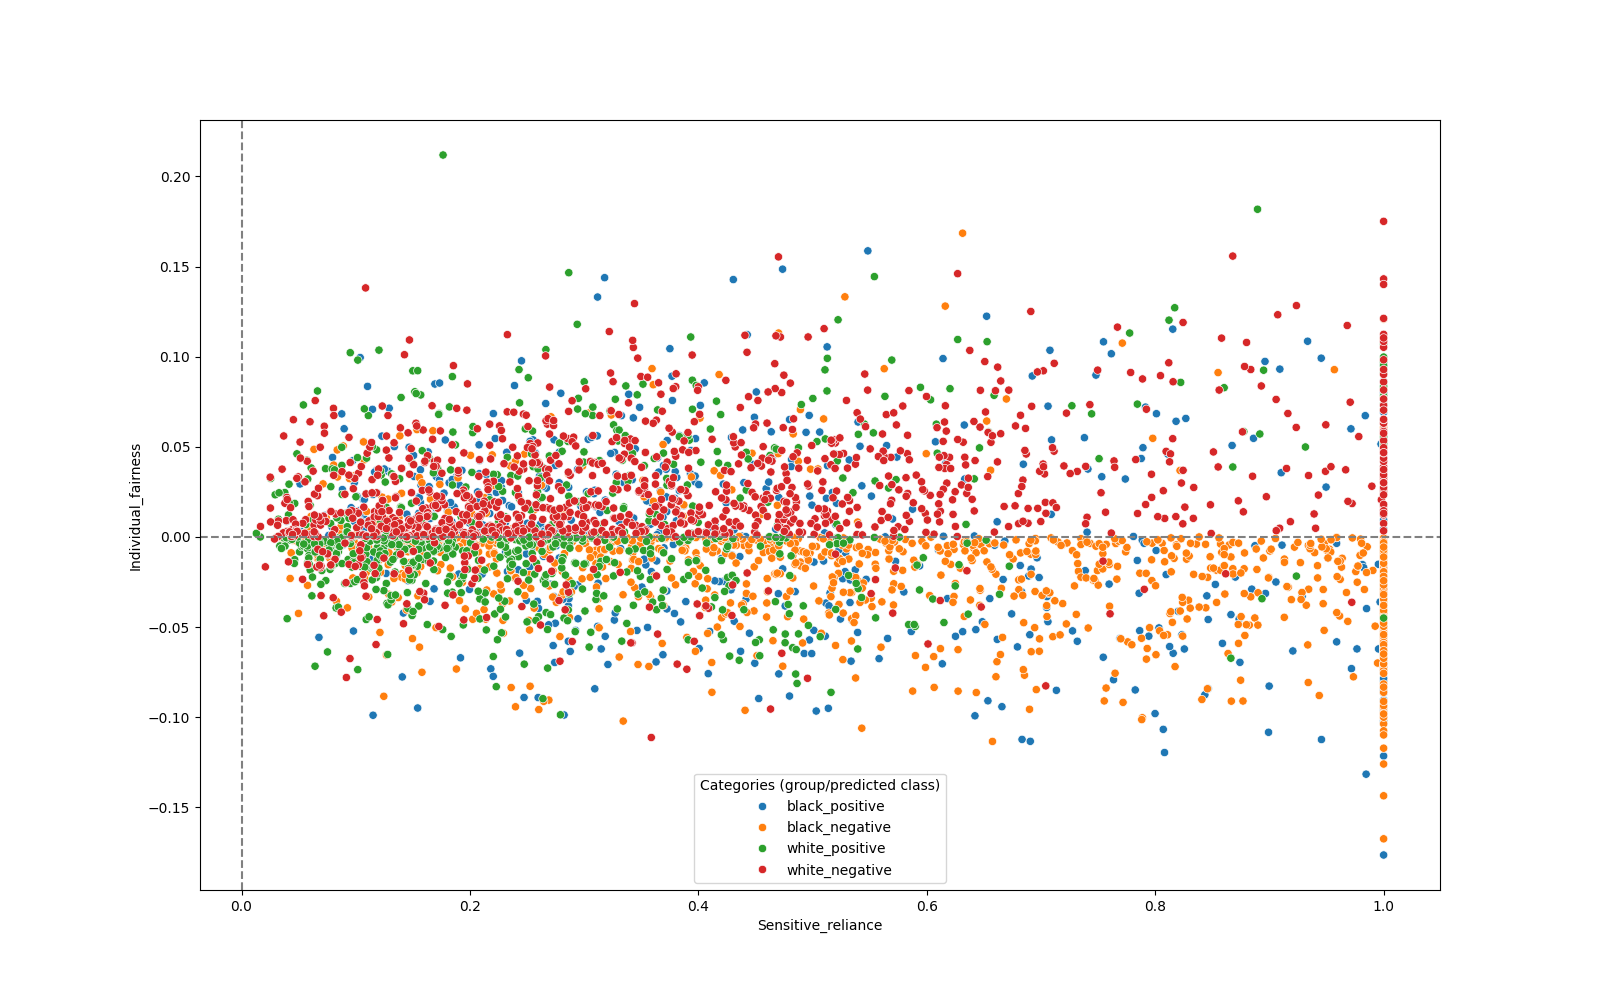 0.20
0.15
0.10
0.05
0.00
−0.05
−0.10
−0.15
Individual_fairness
Categories (group/predicted class)
black_positive
black_negative
white_positive
white_negative
0.0 0.2 0.4 0.6 0.8 1.0
Sensitive_reliance